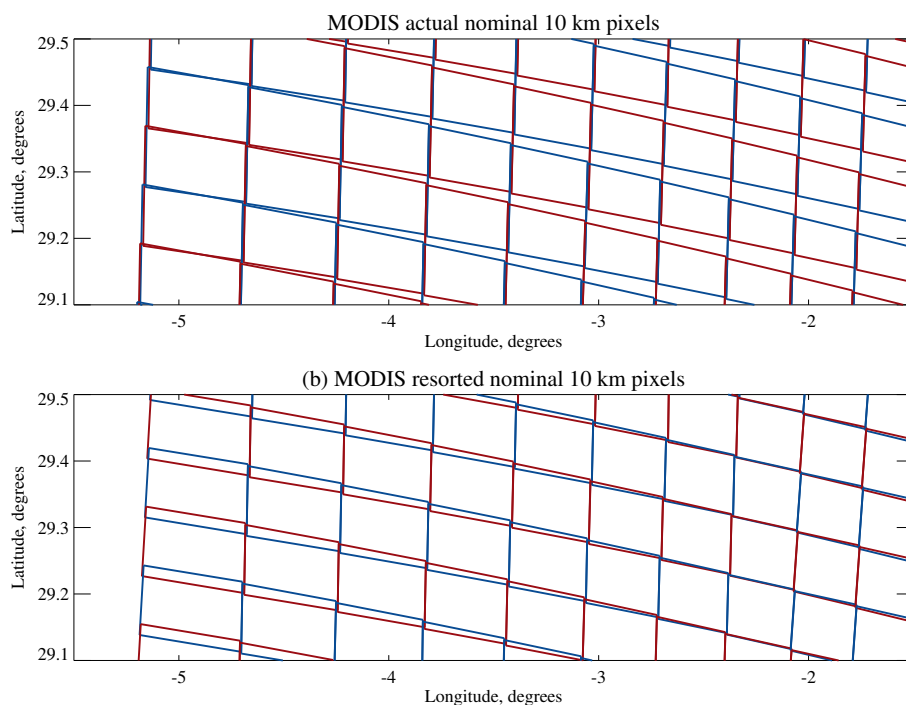 MODIS actual nominal 10 km pixels
29.5
29.4
29.3
29.2
29.1
Latitude, degrees
-5 -4 -3 -2
Longitude, degrees
(b) MODIS resorted nominal 10 km pixels
29.5
29.4
29.3
29.2
29.1
Latitude, degrees
-5 -4 -3 -2
Longitude, degrees